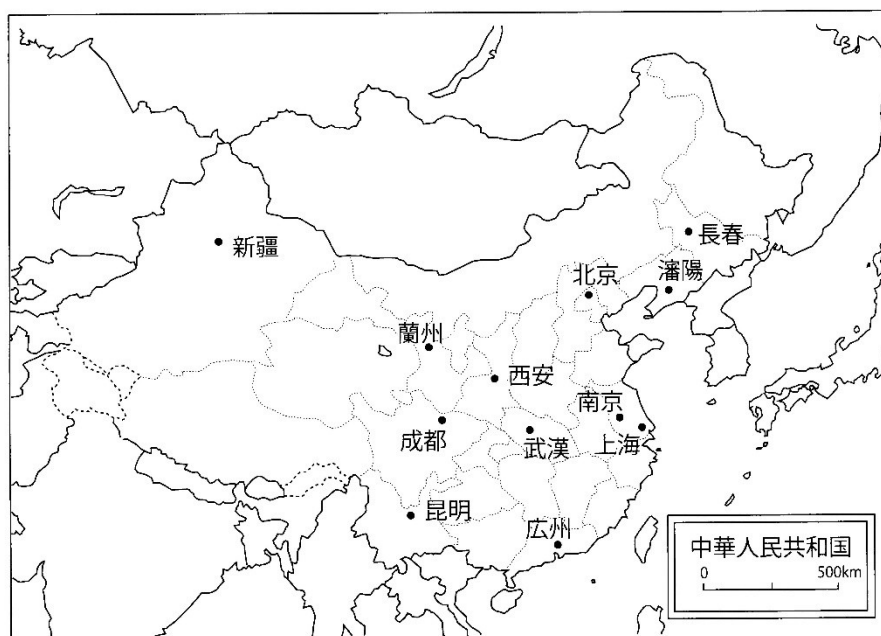 長春
新疆
北京
瀋陽
蘭州
西安
南京
成都
武漢
上海
昆明
広州
中華人民共和国
0 500km